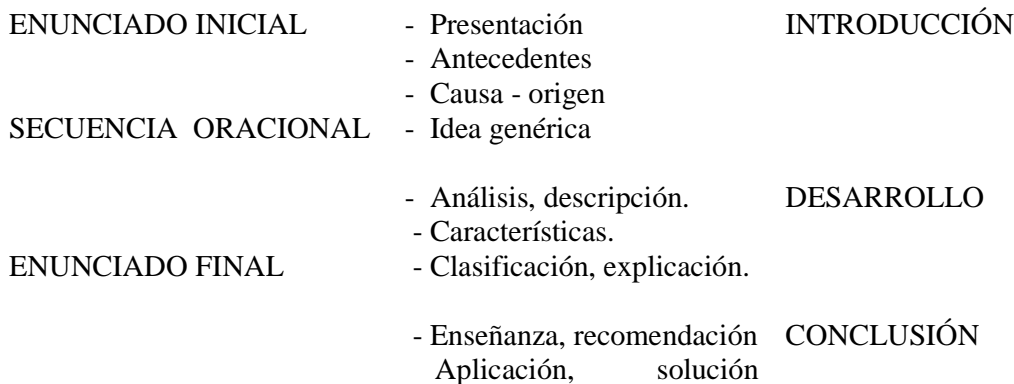 ENUNCIADO INICIAL - Presentación INTRODUCCIÓN
- Antecedentes
- Causa - origen
SECUENCIA ORACIONAL - Idea genérica
- Análisis, descripción. DESARROLLO
- Características.
ENUNCIADO FINAL - Clasificación, explicación.
- Enseñanza, recomendación CONCLUSIÓN
Aplicación, solución